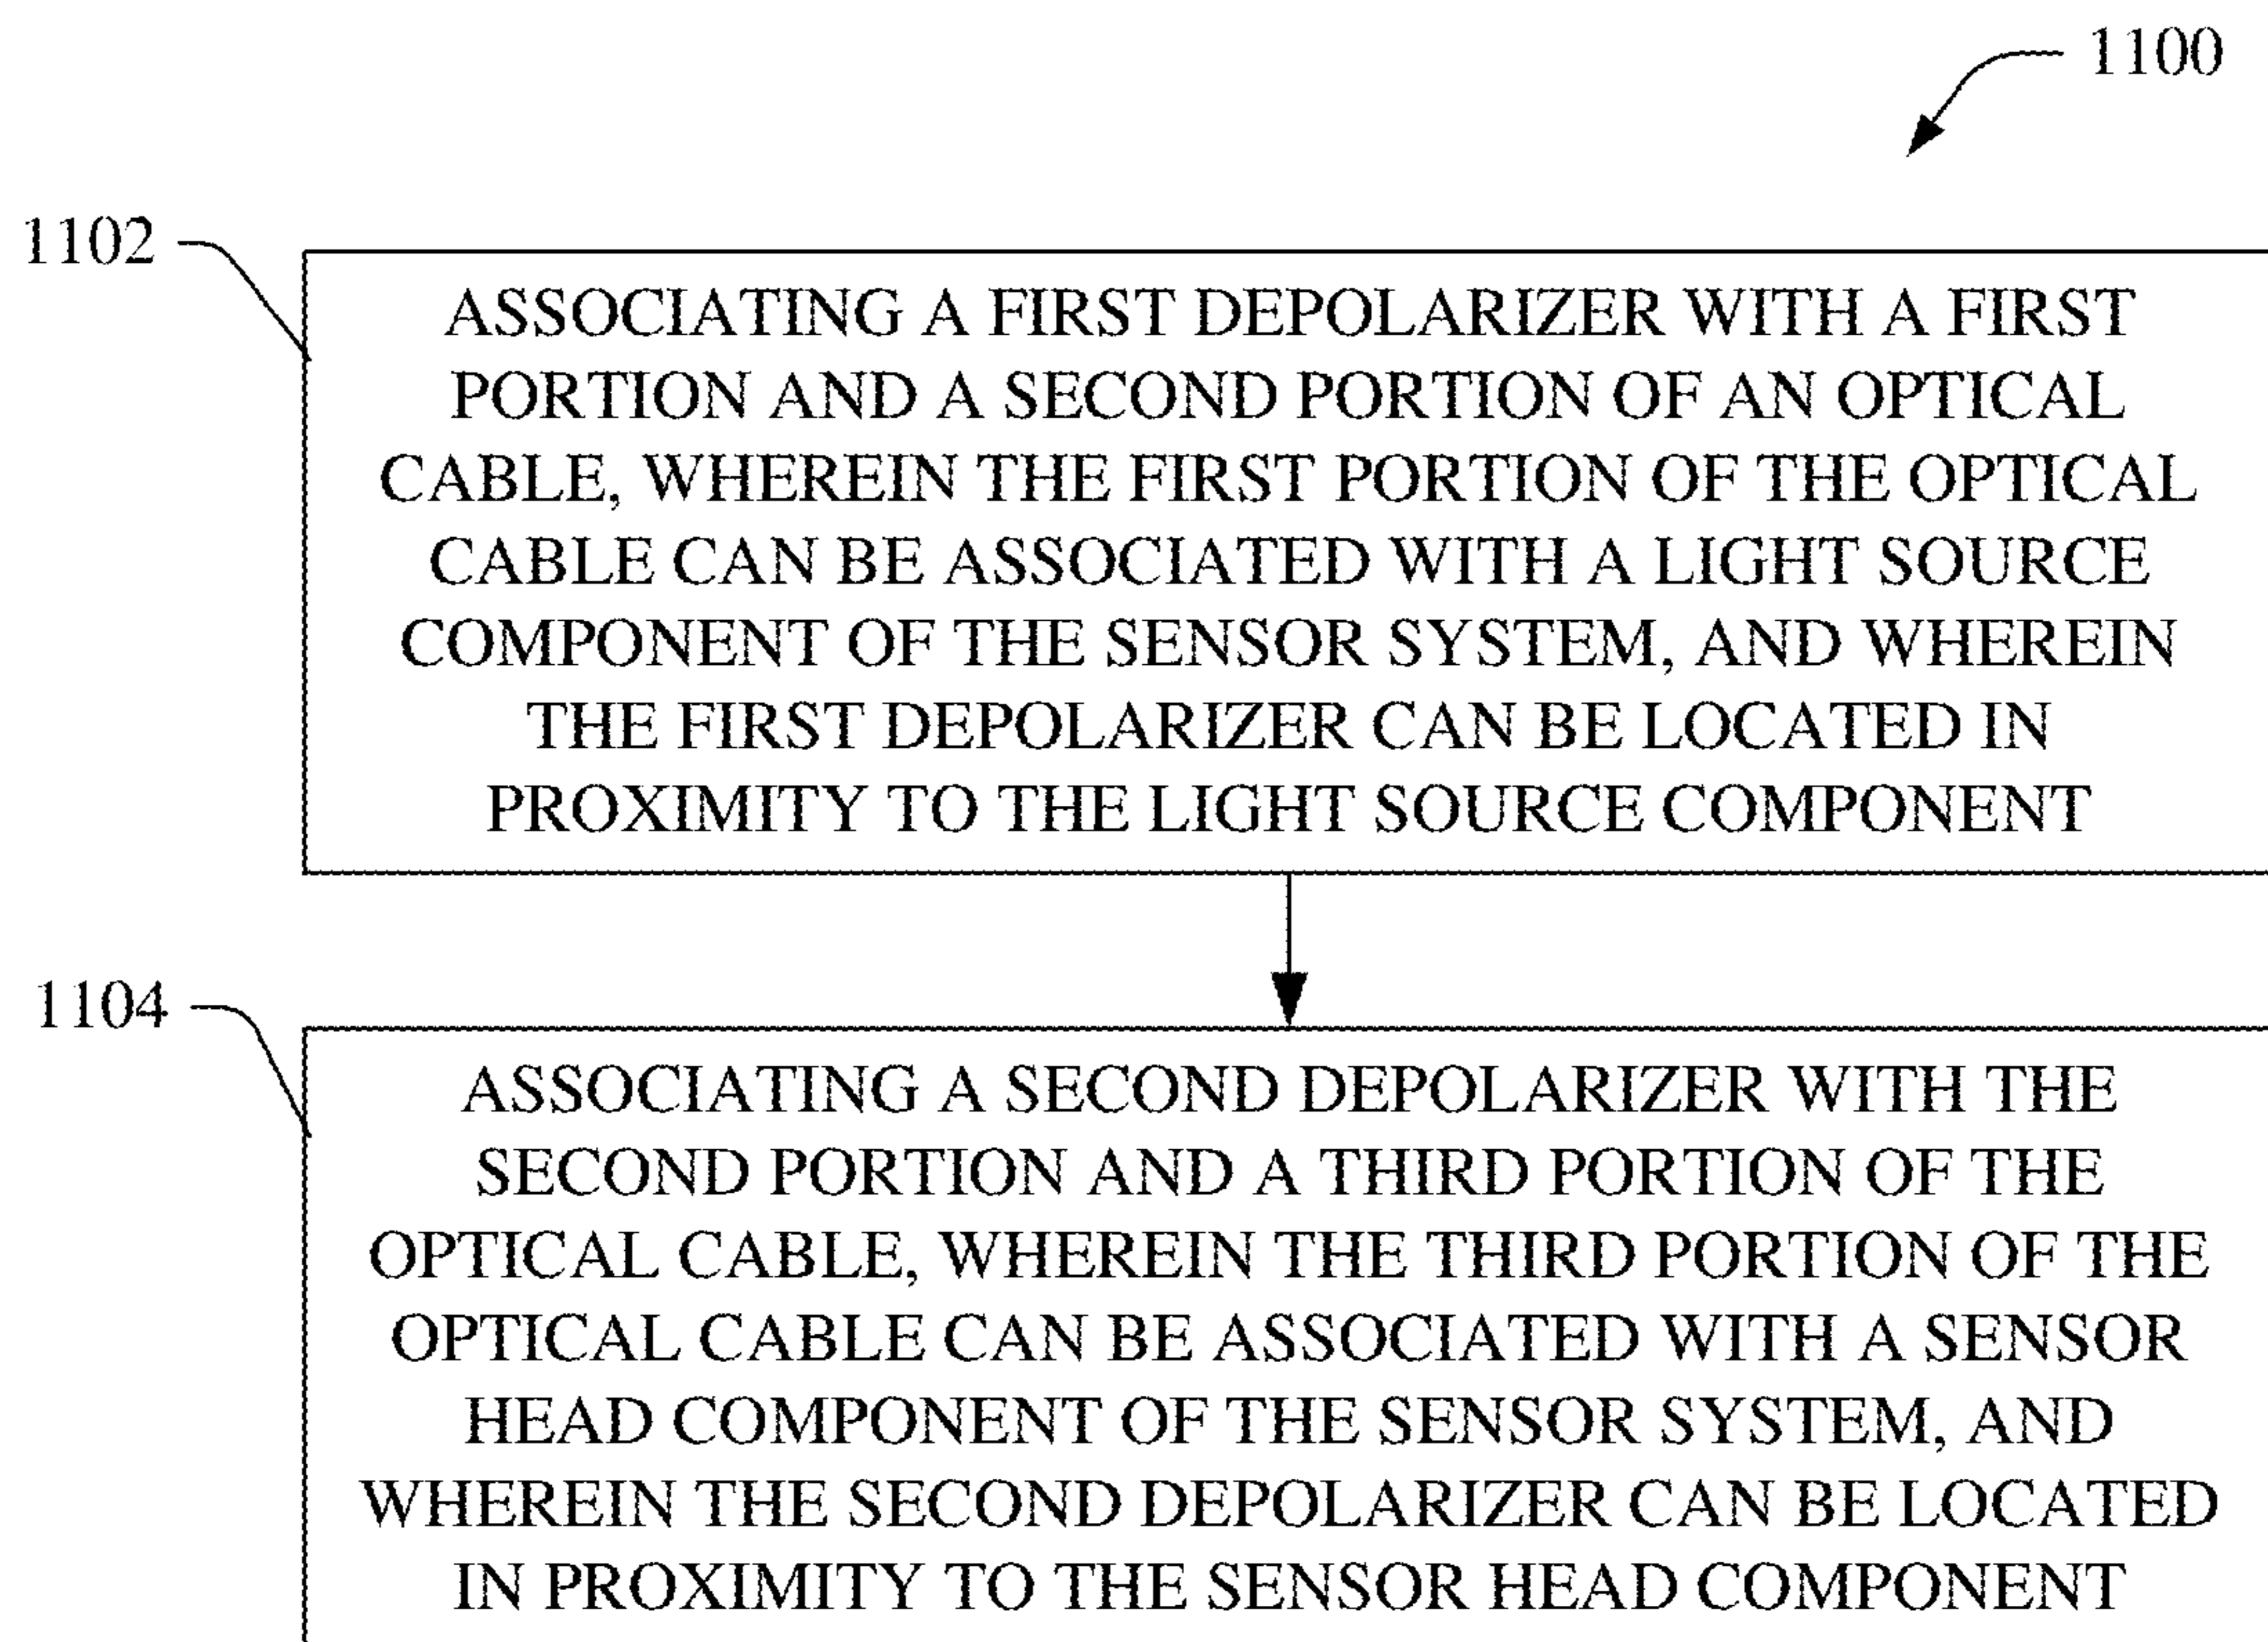 1100
1102
ASSOCIATING A FIRST DEPOLARIZER WITH A FIRST
PORTION AND A SECOND PORTION OF AN OPTICAL
CABLE, WHEREIN THE FIRST PORTION OF THE OPTICAL
CABLE CAN BE ASSOCIATED WITH A LIGHT SOURCE
COMPONENT OF THE SENSOR SYSTEM, AND WHEREIN
THE FIRST DEPOLARIZER CAN BE LOCATED IN
PROXIMITY TO THE LIGHT SOURCE COMPONENT
1104
ASSOCIATING A SECOND DEPOLARIZER WITH THE
SECOND PORTION AND A THIRD PORTION OF THE
OPTICAL CABLE, WHEREIN THE THIRD PORTION OF THE
OPTICAL CABLE CAN BE ASSOCIATED WITH A SENSOR
HEAD COMPONENT OF THE SENSOR SYSTEM, AND
WHEREIN THE SECOND DEPOLARIZER CAN BE LOCATED
IN PROXIMITY TO THE SENSOR HEAD COMPONENT